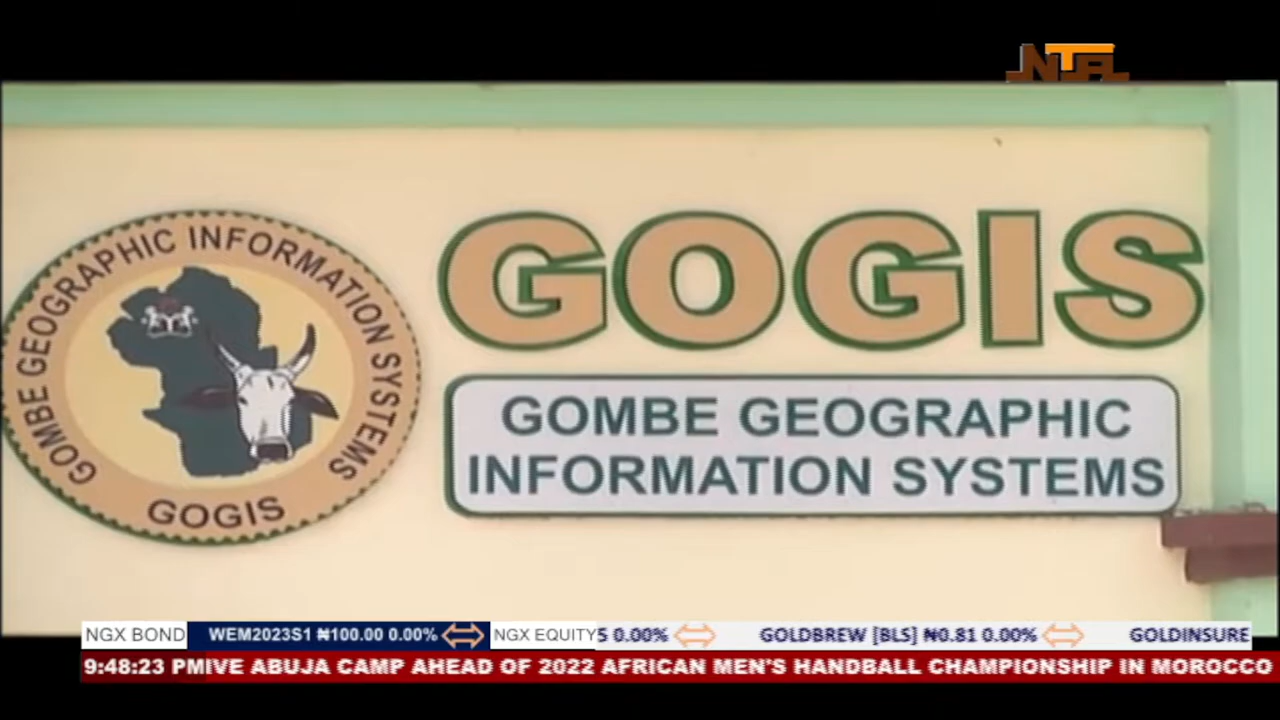 NTA
GOMBE GEOGRAPHIC INFORMATION SYSTEMS
GOGIS
GOGIS
GOMBE GEOGRAPHIC
INFORMATION SYSTEMS
NGX BOND WEM2023S1 ₦100.00 0.00% NGX EQUITY S 0.00% GOLDBREW [BLS] ₦0.81 0.00% GOLDINSURE
9:48:23 PM IVE ABUJA CAMP AHEAD OF 2022 AFRICAN MEN'S HANDBALL CHAMPIONSHIP IN MOROCCO